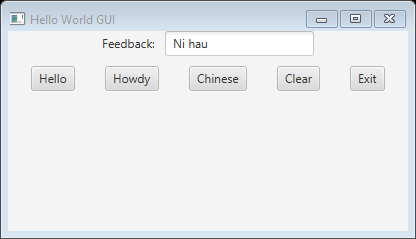 Hello World GUI
Feedback: Ni hau
Hello Howdy Chinese Clear Exit